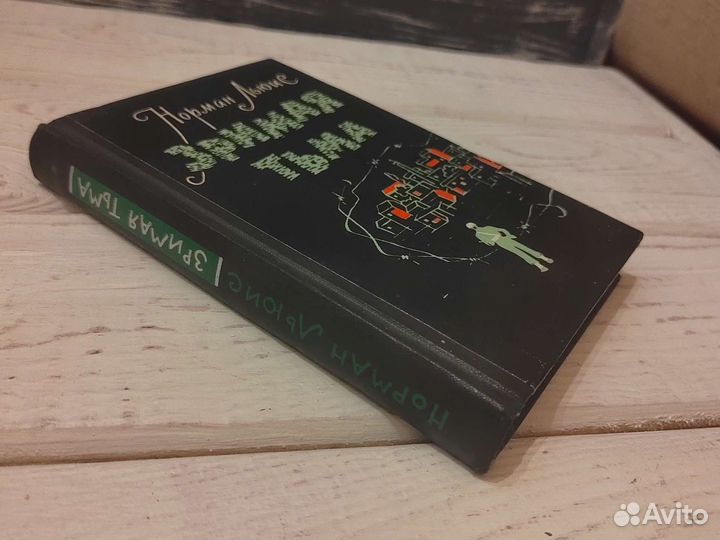 Норман Льюис
ЗРИМАЯ
ТЬМА
НОРМАН ЛЬЮИС
ЗРИМАЯ ТЬМА
Avito